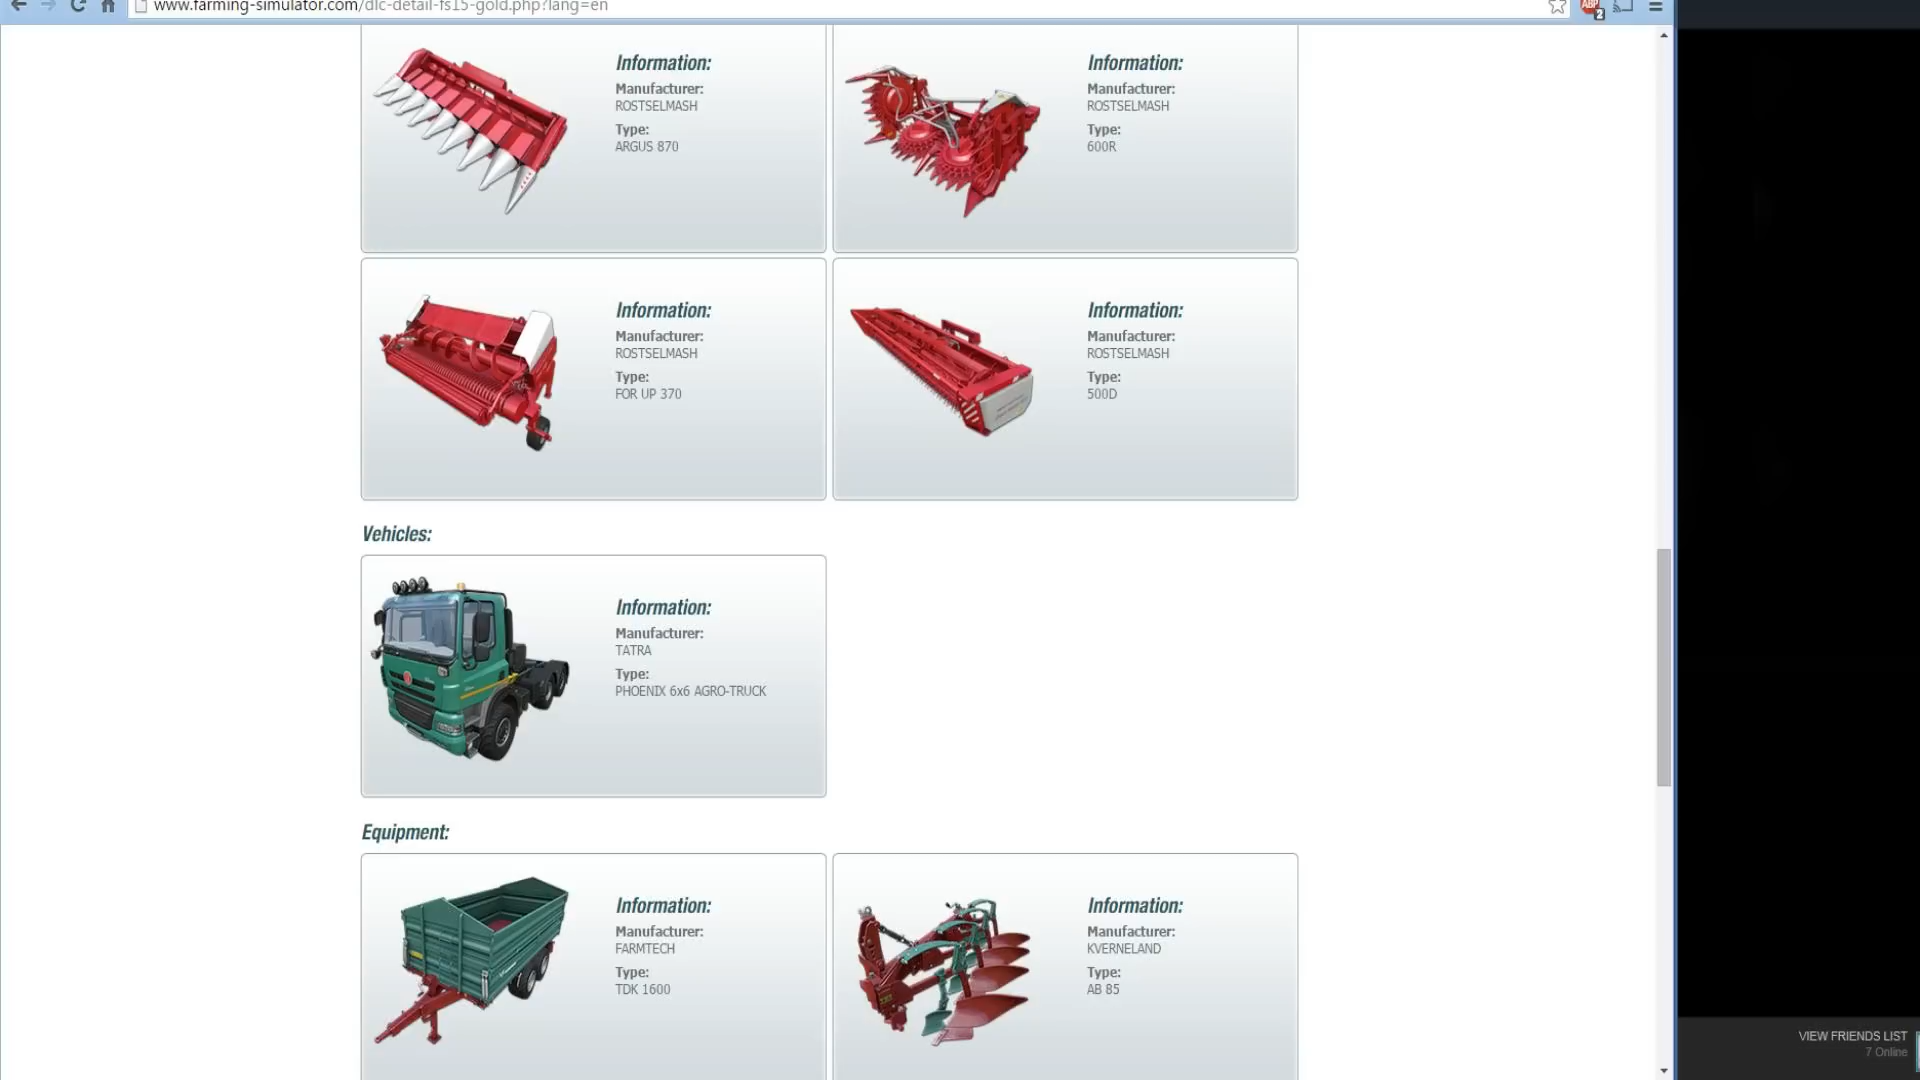 www.farming-simulator.com/dlc-detail-fs15-gold.php?lang=en
ABP
2
Information:
Manufacturer:
ROSTSELMASH
Type:
ARGUS 870
Information:
Manufacturer:
ROSTSELMASH
Type:
600R
Information:
Manufacturer:
ROSTSELMASH
Type:
FOR UP 370
Information:
Manufacturer:
ROSTSELMASH
Type:
500D
Vehicles:
Information:
Manufacturer:
TATRA
Type:
PHOENIX 6x6 AGRO-TRUCK
Equipment:
Information:
Manufacturer:
FARMTECH
Type:
TDK 1600
Information:
Manufacturer:
KVERNELAND
Type:
AB 85
VIEW FRIENDS LIST
7 Online